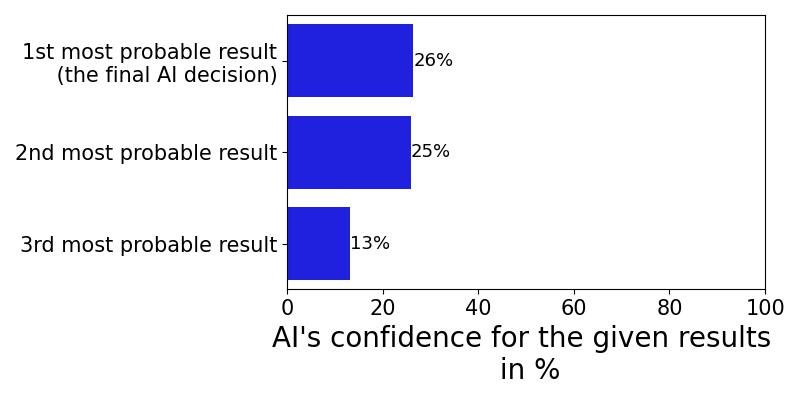 1st most probable result
(the final AI decision)
26%
2nd most probable result
25%
3rd most probable result
13%
0 20 40 60 80 100
AI's confidence for the given results
in %